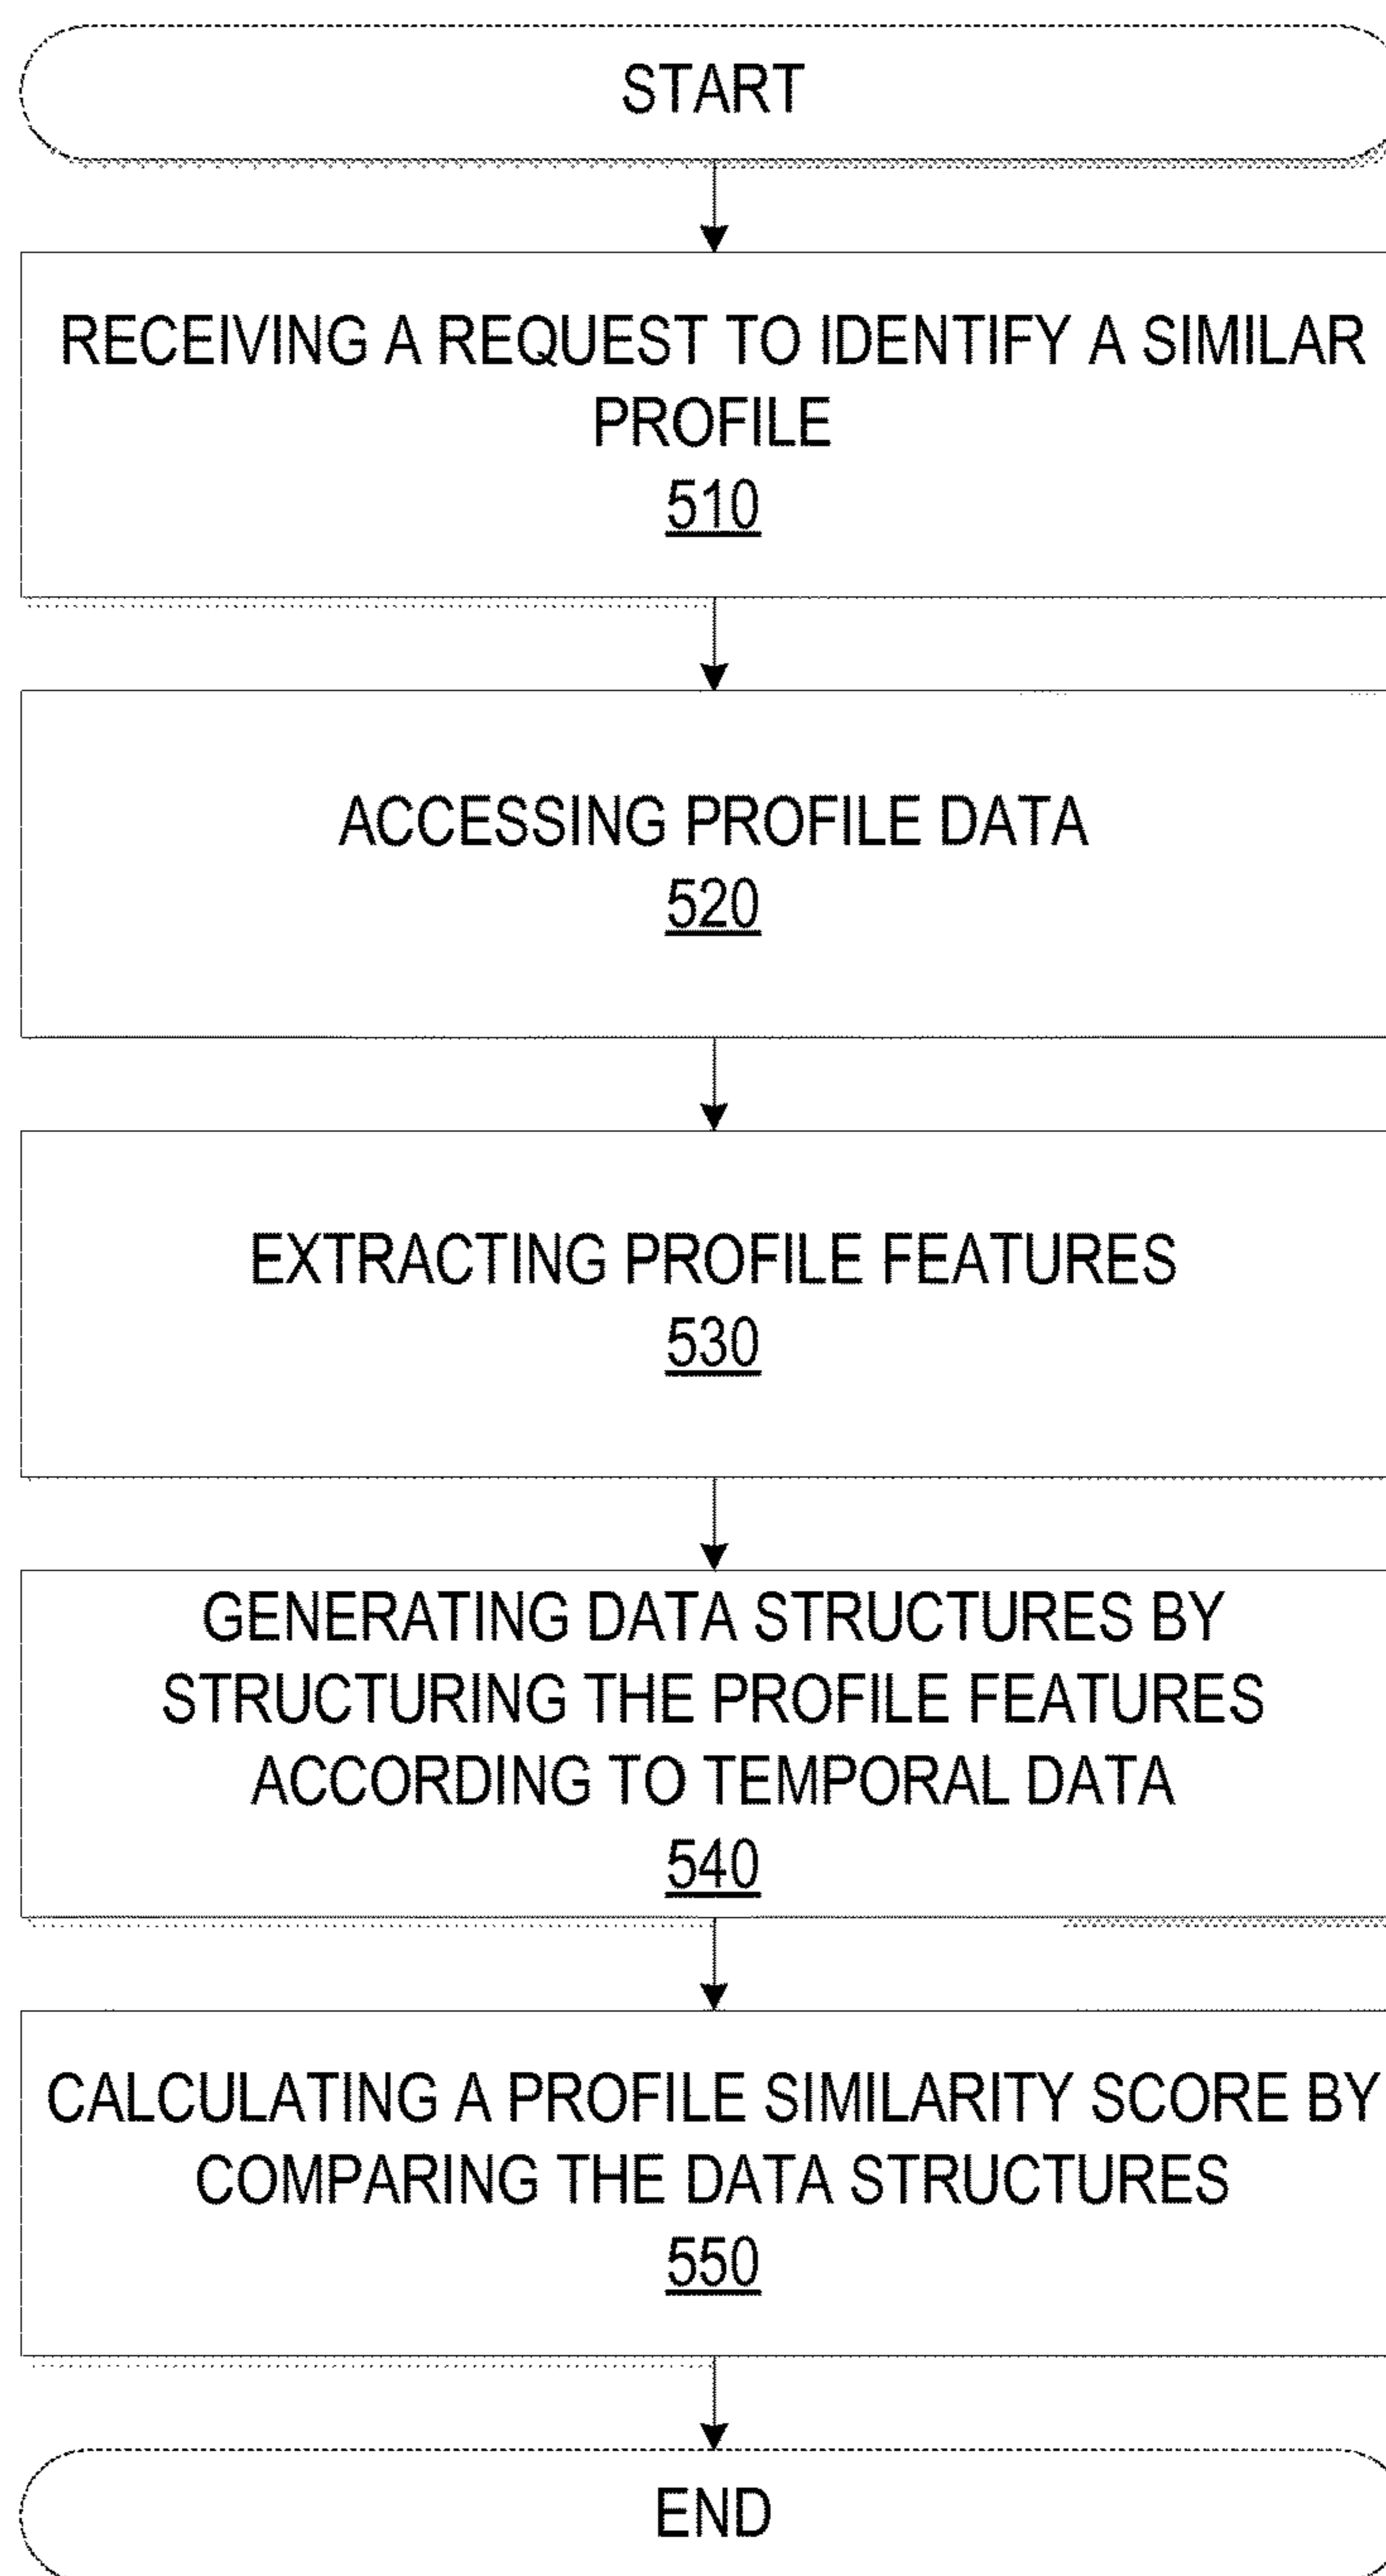 START
RECEIVING A REQUEST TO IDENTIFY A SIMILAR
PROFILE
510
ACCESSING PROFILE DATA
520
EXTRACTING PROFILE FEATURES
530
GENERATING DATA STRUCTURES BY
STRUCTURING THE PROFILE FEATURES
ACCORDING TO TEMPORAL DATA
540
CALCULATING A PROFILE SIMILARITY SCORE BY
COMPARING THE DATA STRUCTURES
550
END